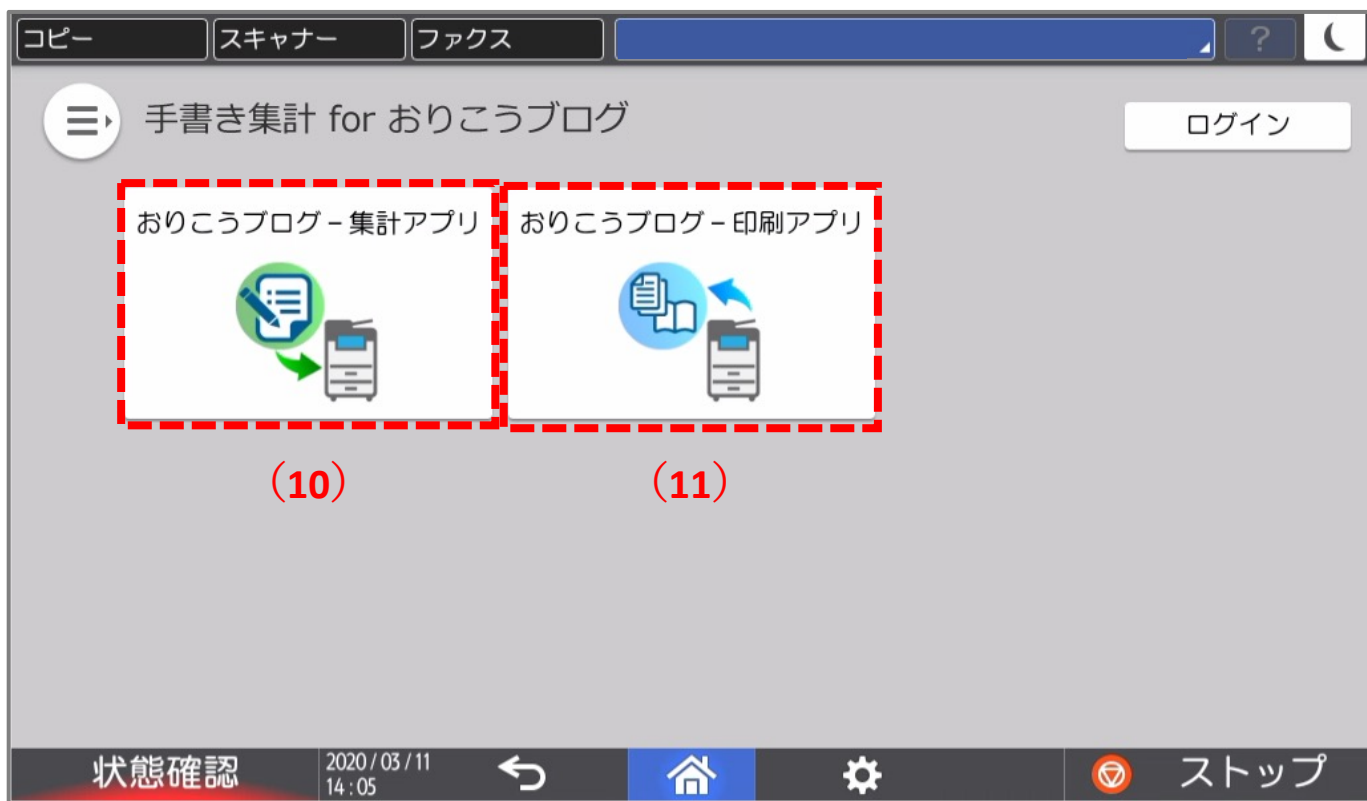 コピー スキャナー ファクス ?
手書き集計 for おりこうブログ
ログイン
おりこうブログ – 集計アプリ おりこうブログ – 印刷アプリ
（10） （11）
状態確認 2020 / 03 / 11 ストップ
14 : 05